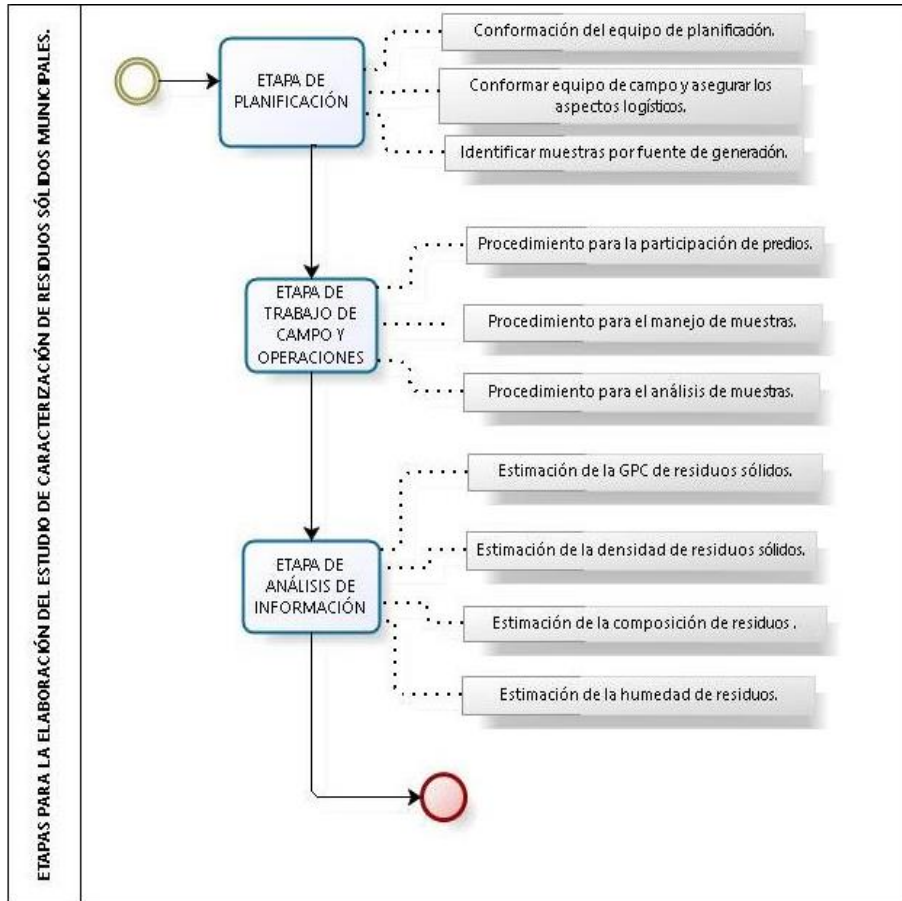 ETAPAS PARA LA ELABORACIÓN DEL ESTUDIO DE CARACTERIZACIÓN DE RESIDUOS SÓLIDOS MUNICIPALES.
ETAPA DE
PLANIFICACIÓN
Conformación del equipo de planificación.
Conformar equipo de campo y asegurar los
aspectos logísticos.
Identificar muestras por fuente de generación.
ETAPA DE
TRABAJO DE
CAMPO Y
OPERACIONES
Procedimiento para la participación de predios.
Procedimiento para el manejo de muestras.
Procedimiento para el análisis de muestras.
ETAPA DE
ANÁLISIS DE
INFORMACIÓN
Estimación de la GPC de residuos sólidos.
Estimación de la densidad de residuos sólidos.
Estimación de la composición de residuos .
Estimación de la humedad de residuos.